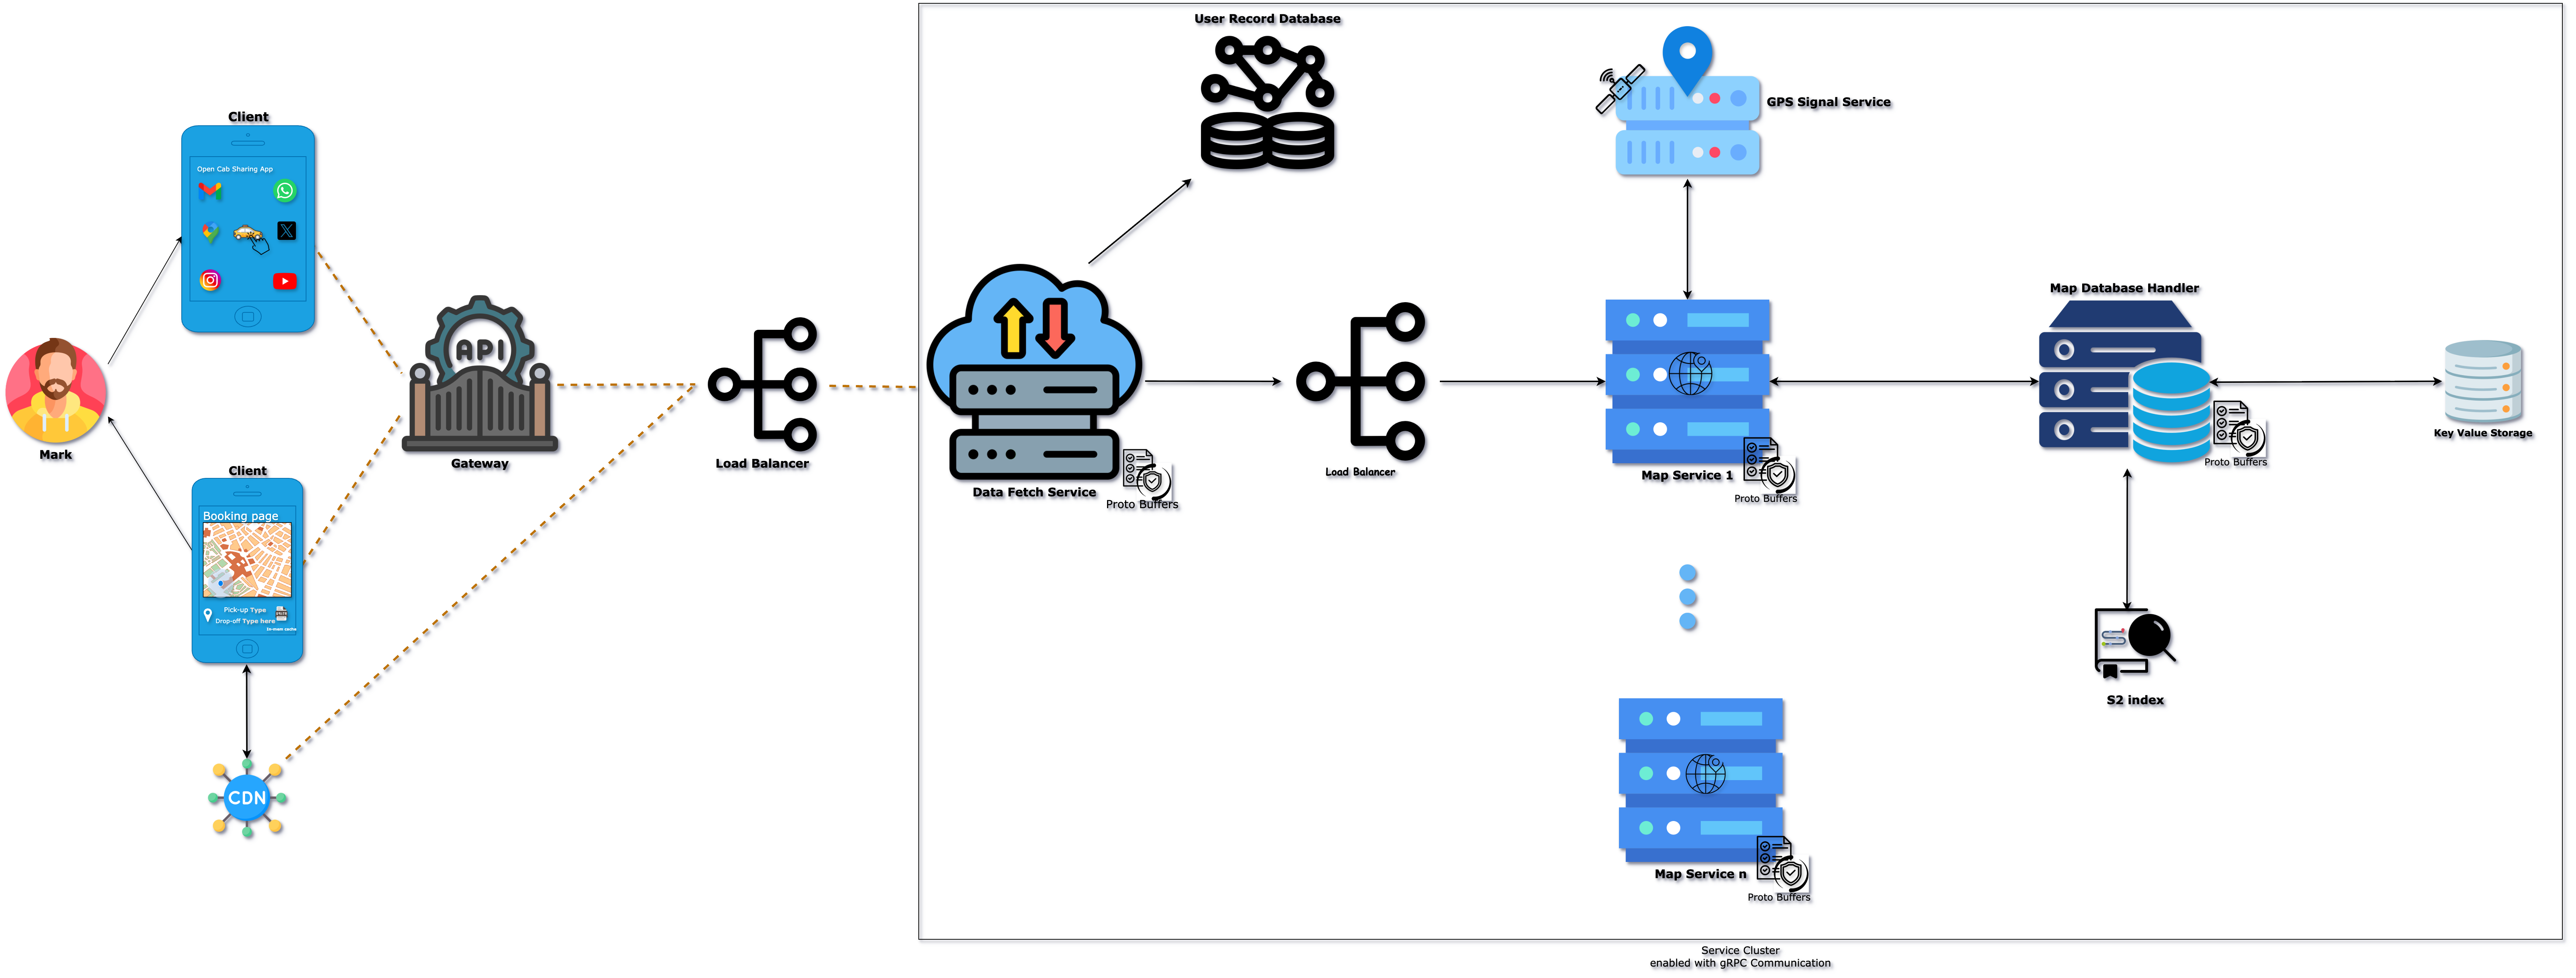 User Record Database
GPS Signal Service
Client
Open Cab Sharing App
API
Gateway
Load Balancer
Mark
Client
Booking page
Pick-up Type
Drop-off Type here
In-mem cache
CDN
Data Fetch Service
Proto Buffers
Load Balancer
Map Service 1
Proto Buffers
Map Database Handler
Proto Buffers
Key Value Storage
S2 index
Map Service n
Proto Buffers
Service Cluster
enabled with gRPC Communication